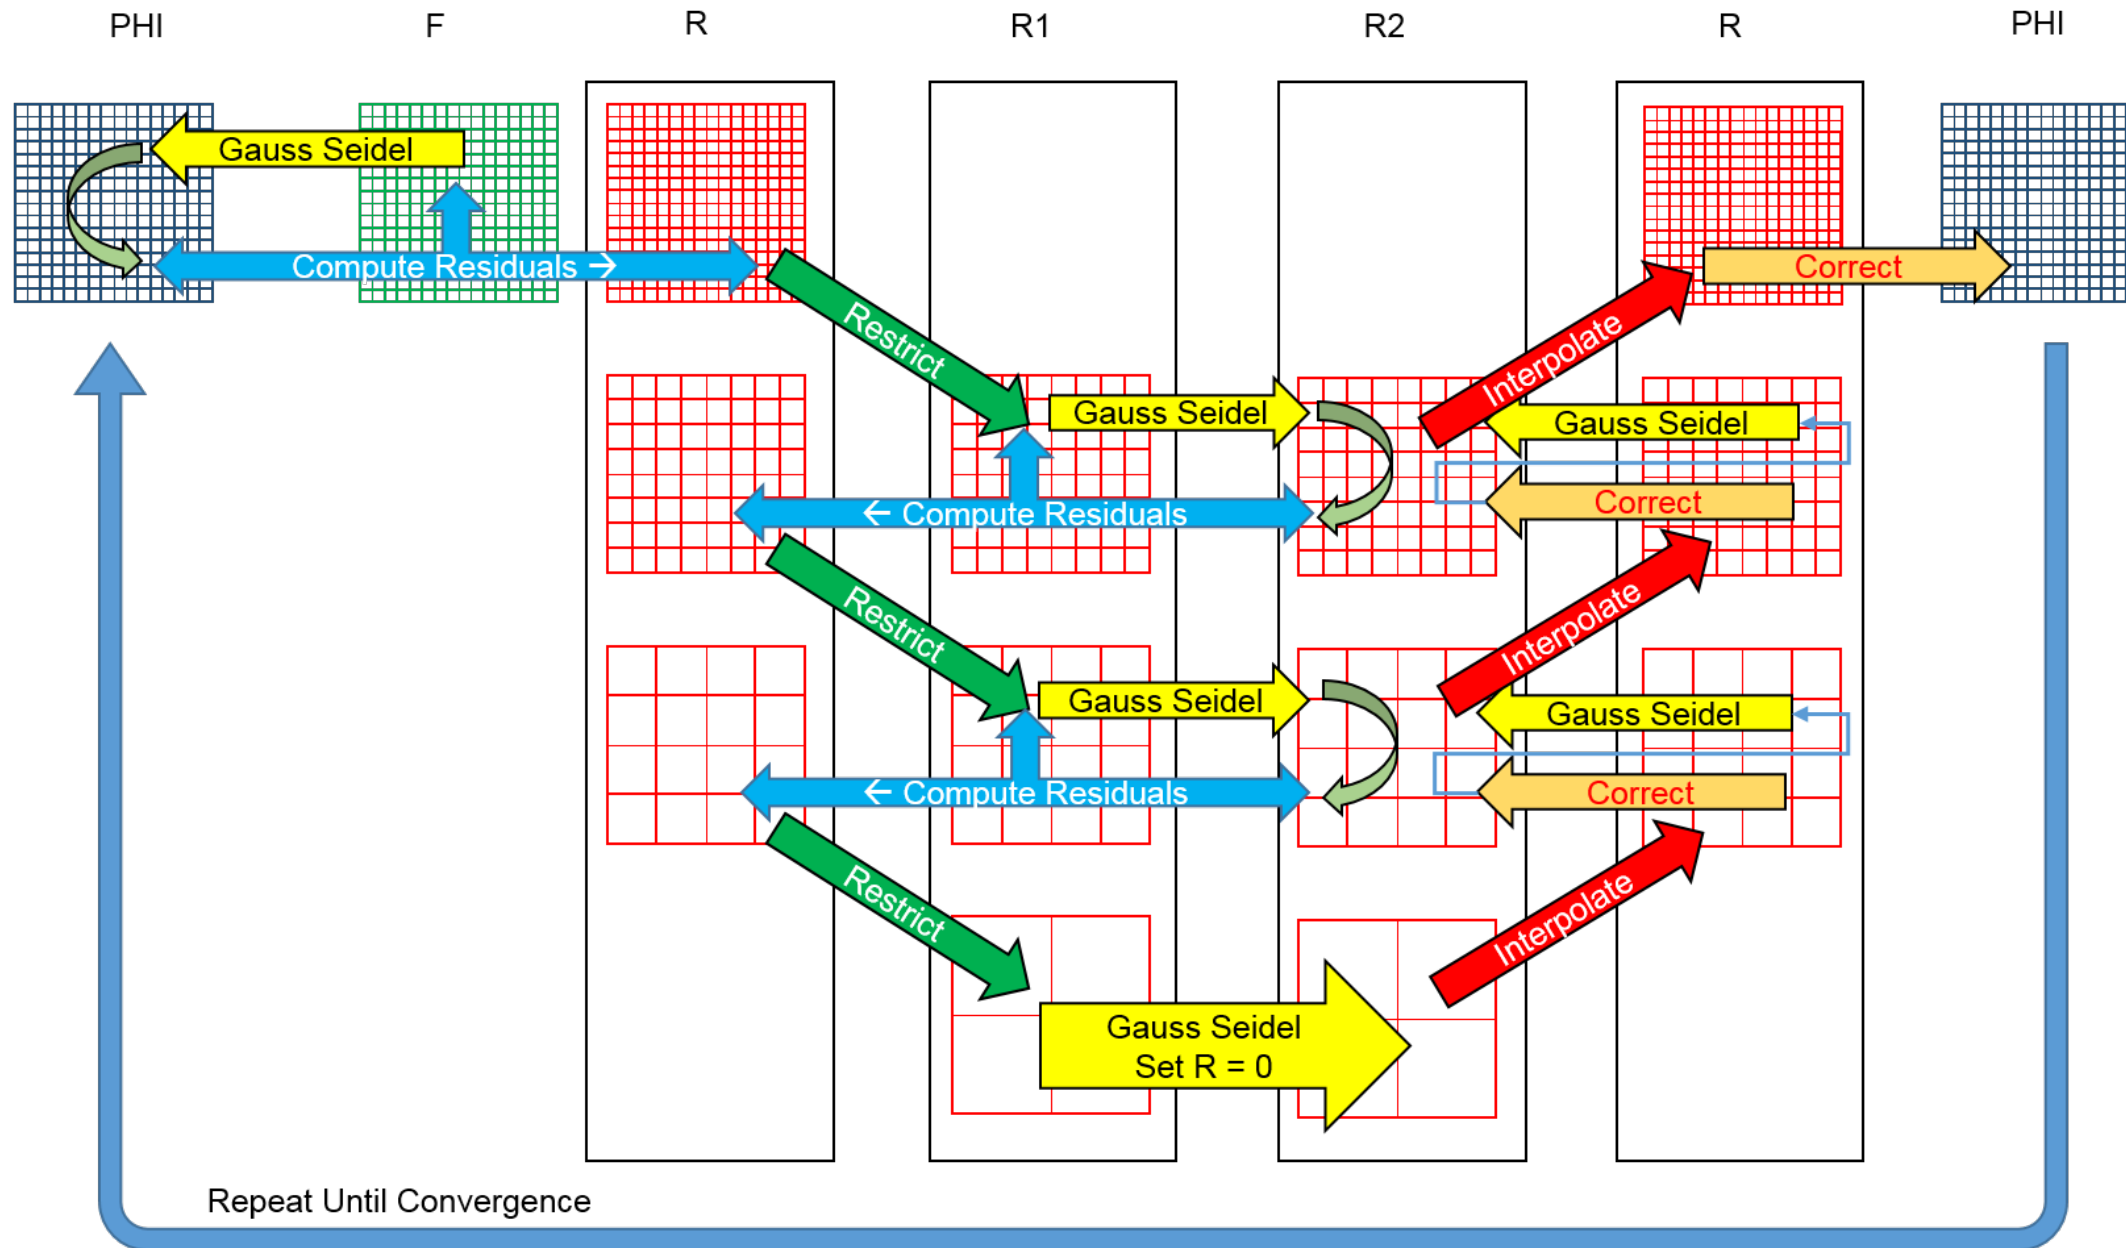 PHI F R R1 R2 R PHI
Gauss Seidel
Compute Residuals →
Correct
Restrict
Interpolate
Gauss Seidel
Gauss Seidel
← Compute Residuals
Correct
Restrict
Interpolate
Gauss Seidel
Gauss Seidel
← Compute Residuals
Correct
Restrict
Interpolate
Gauss Seidel
Set R = 0
Repeat Until Convergence